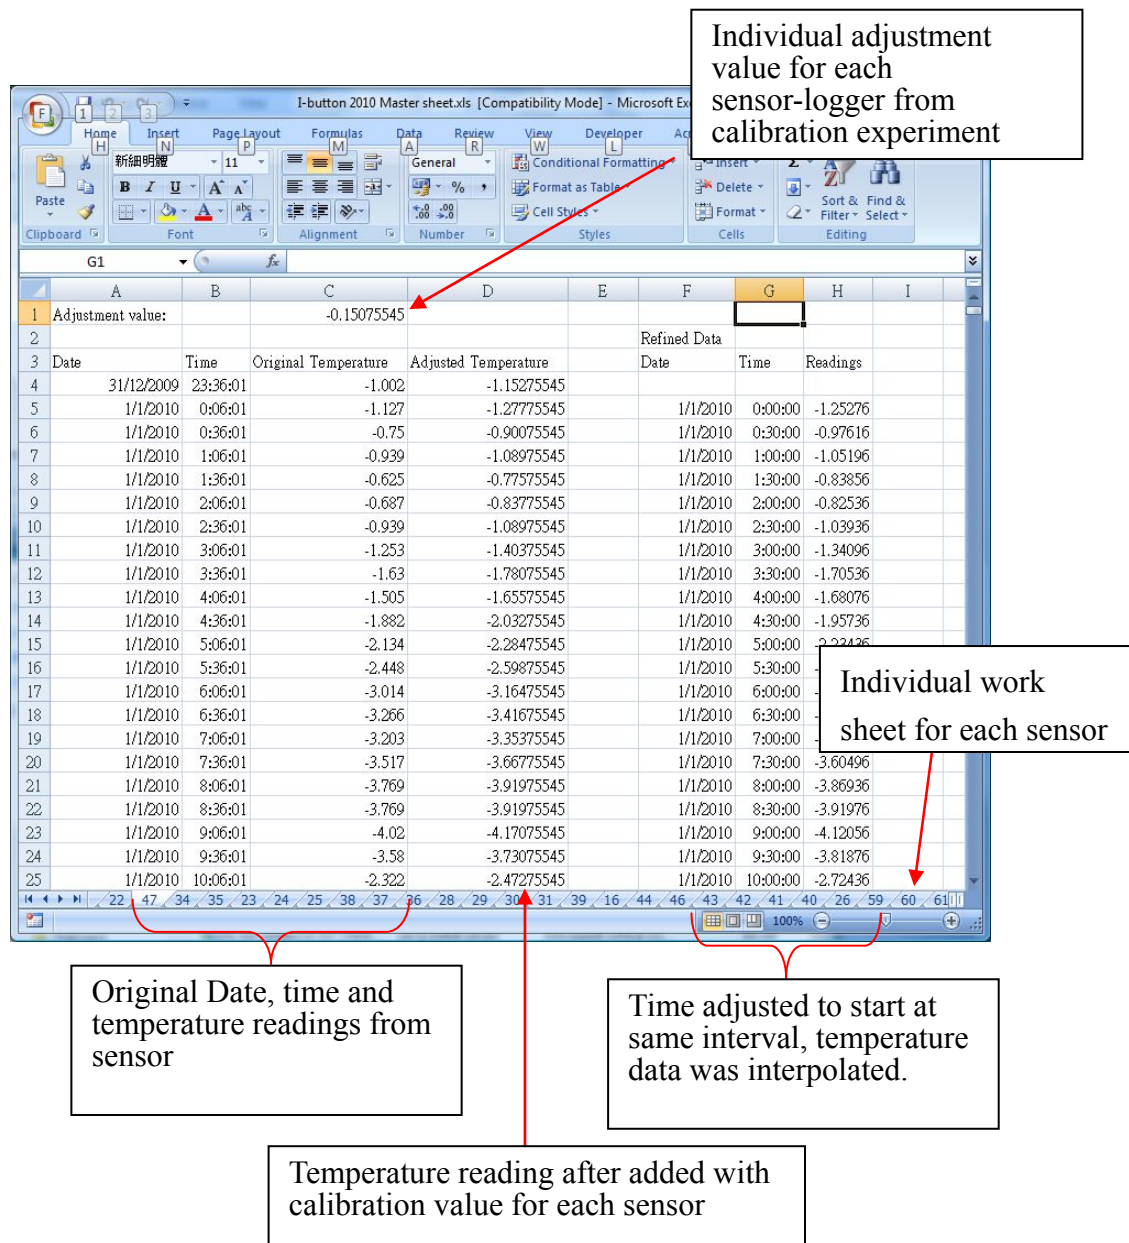 Individual adjustment
value for each
sensor-logger from
calibration experiment
I-button 2010 Master sheet.xls [Compatibility Mode] - Microsoft Ex
F 1 2 3
Home Insert Page Layout Formulas Data Review View Developer
H N P M A R W L
Paste
新細明體 11
B I U A A
General
% ,
Conditional Formatting
Format as Table
Cell Styles
Insert
Delete
Format
Σ
Sort & Find &
Filter Select
Clipboard Font Alignment Number Styles Cells Editing
G1 fx
A B C D E F G H I
1 Adjustment value: -0.15075545
2 Refined Data
3 Date Time Original Temperature Adjusted Temperature Date Time Readings
4 31/12/2009 23:36:01 -1.002 -1.15275545
5 1/1/2010 0:06:01 -1.127 -1.27775545 1/1/2010 0:00:00 -1.25276
6 1/1/2010 0:36:01 -0.75 -0.90075545 1/1/2010 0:30:00 -0.97616
7 1/1/2010 1:06:01 -0.939 -1.08975545 1/1/2010 1:00:00 -1.05196
8 1/1/2010 1:36:01 -0.625 -0.77575545 1/1/2010 1:30:00 -0.83856
9 1/1/2010 2:06:01 -0.687 -0.83775545 1/1/2010 2:00:00 -0.82536
10 1/1/2010 2:36:01 -0.939 -1.08975545 1/1/2010 2:30:00 -1.03936
11 1/1/2010 3:06:01 -1.253 -1.40375545 1/1/2010 3:00:00 -1.34096
12 1/1/2010 3:36:01 -1.63 -1.78075545 1/1/2010 3:30:00 -1.70536
13 1/1/2010 4:06:01 -1.505 -1.65575545 1/1/2010 4:00:00 -1.68076
14 1/1/2010 4:36:01 -1.882 -2.03275545 1/1/2010 4:30:00 -1.95736
15 1/1/2010 5:06:01 -2.134 -2.28475545 1/1/2010 5:00:00 -2.23436
16 1/1/2010 5:36:01 -2.448 -2.59875545 1/1/2010 5:30:00
17 1/1/2010 6:06:01 -3.014 -3.16475545 1/1/2010 6:00:00
18 1/1/2010 6:36:01 -3.266 -3.41675545 1/1/2010 6:30:00
19 1/1/2010 7:06:01 -3.203 -3.35375545 1/1/2010 7:00:00
20 1/1/2010 7:36:01 -3.517 -3.66775545 1/1/2010 7:30:00 -3.60496
21 1/1/2010 8:06:01 -3.769 -3.91975545 1/1/2010 8:00:00 -3.86936
22 1/1/2010 8:36:01 -3.769 -3.91975545 1/1/2010 8:30:00 -3.91976
23 1/1/2010 9:06:01 -4.02 -4.17075545 1/1/2010 9:00:00 -4.12056
24 1/1/2010 9:36:01 -3.58 -3.73075545 1/1/2010 9:30:00 -3.81876
25 1/1/2010 10:06:01 -2.322 -2.47275545 1/1/2010 10:00:00 -2.72436
Individual work
sheet for each sensor
22 47 34 35 23 24 25 38 37 36 28 29 30 31 39 16 44 46 43 42 41 40 26 59 60 61
100%
Original Date, time and
temperature readings from
sensor
Time adjusted to start at
same interval, temperature
data was interpolated.
Temperature reading after added with
calibration value for each sensor